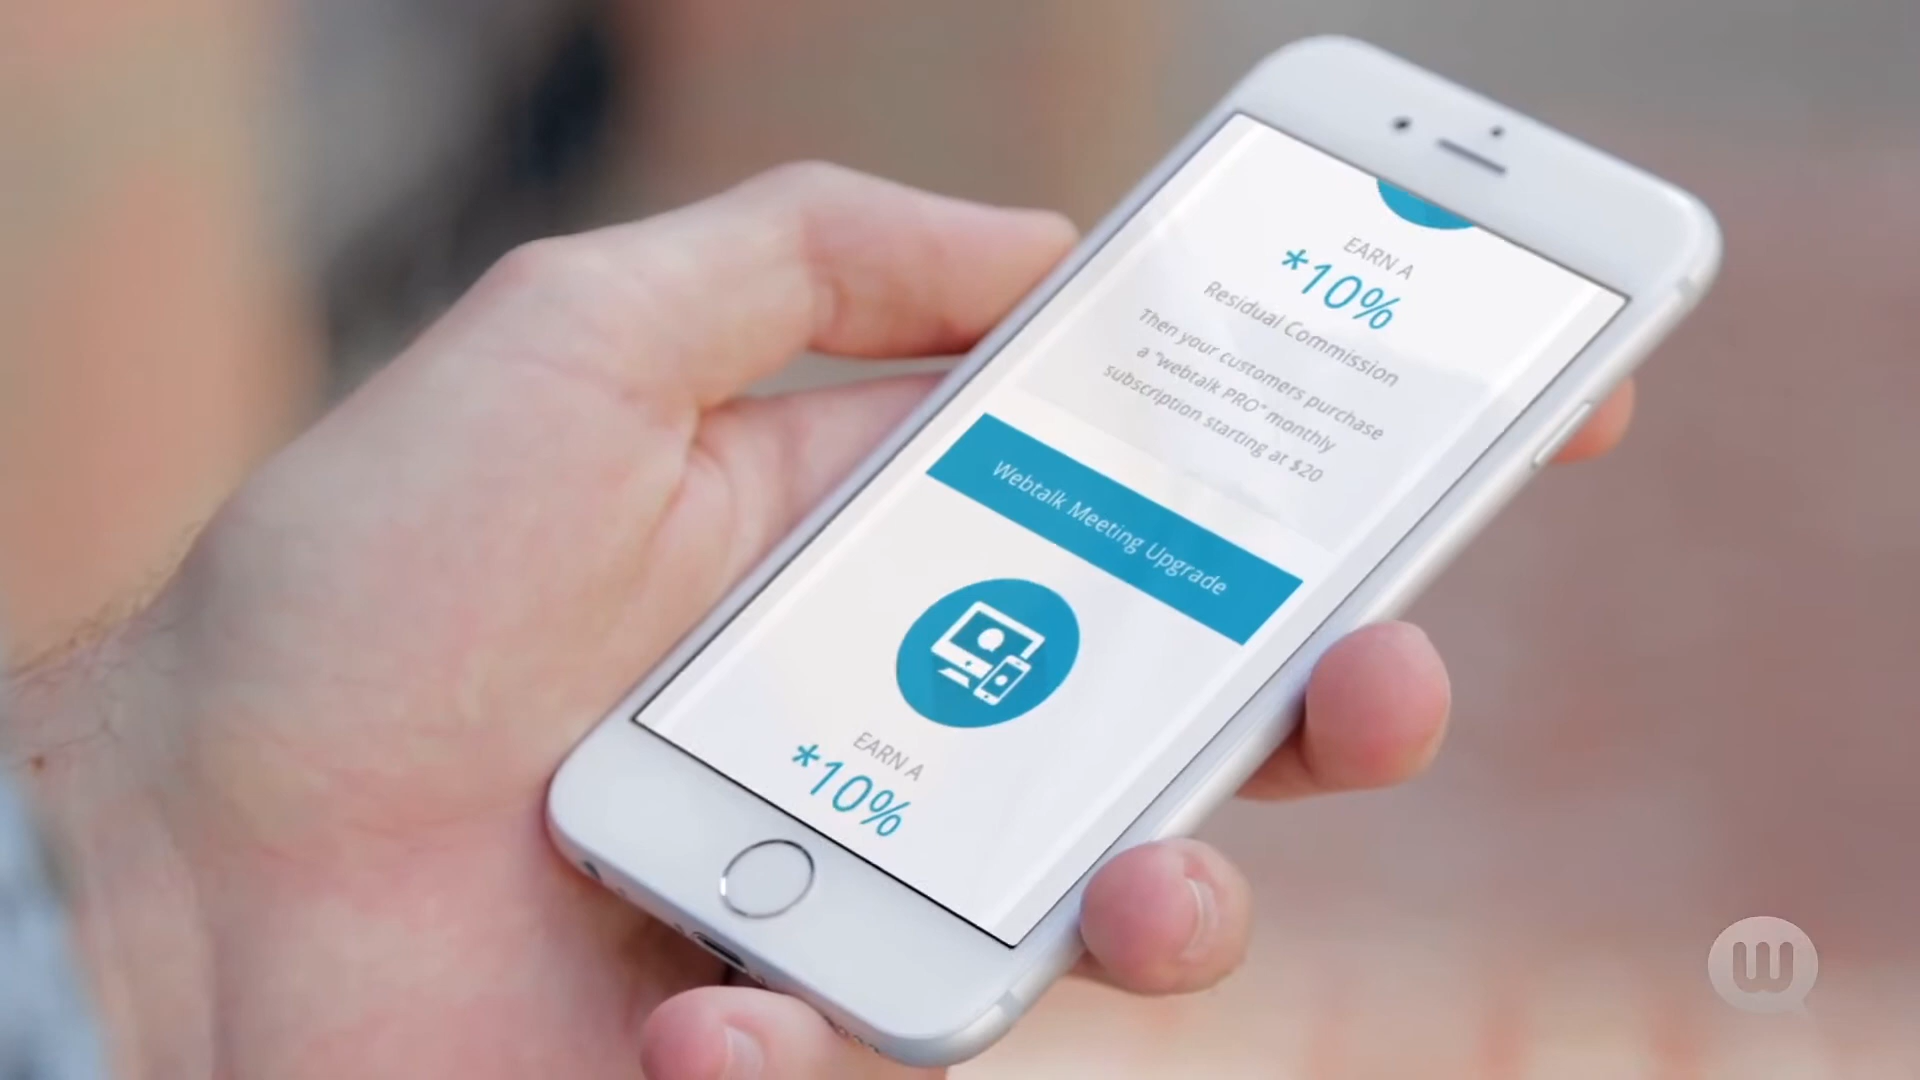 EARN A
*10%
Residual Commission
Then your customers purchase
a "webtalk PRO" monthly
subscription starting at $20
Webtalk Meeting Upgrade
EARN A
*10%
W